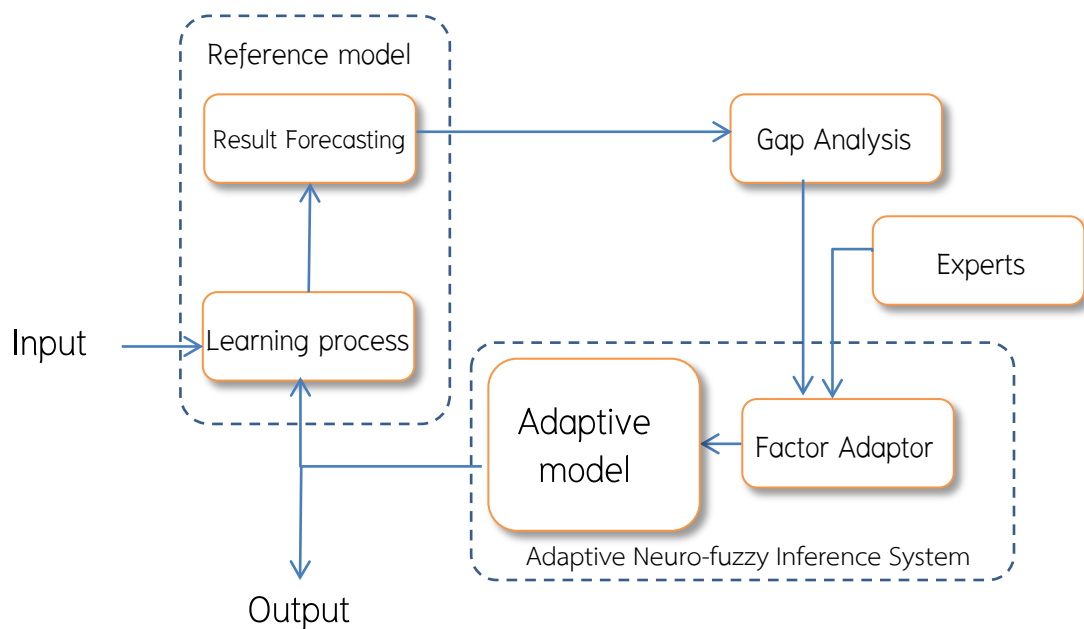 Reference model
Result Forecasting
Gap Analysis
Experts
Input
Learning process
Adaptive
model
Factor Adaptor
Adaptive Neuro-fuzzy Inference System
Output